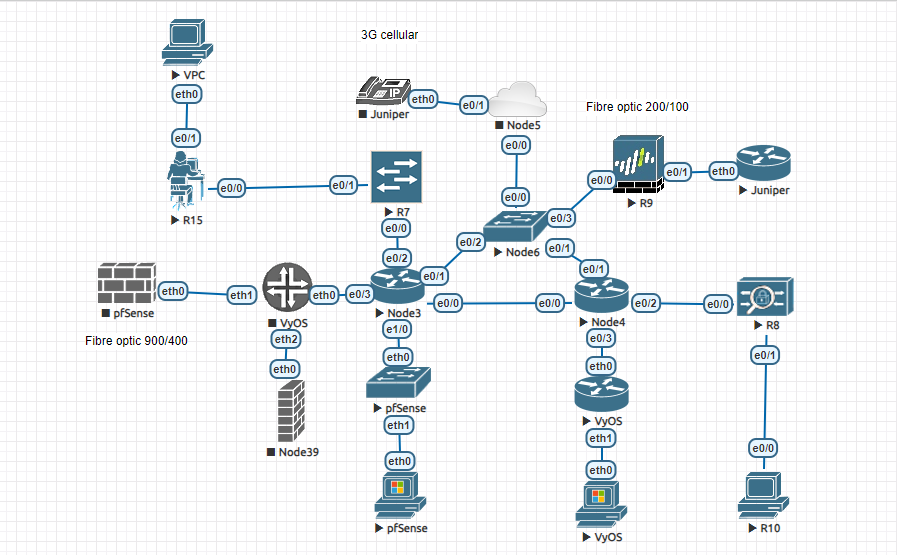 3G cellular
VPC
eth0
e0/1
R15
e0/0
e0/1
R7
e0/0
e0/2
IP
Juniper
eth0
e0/1
Node5
e0/0
e0/0
Fibre optic 200/100
e0/0
R9
e0/1
eth0
Juniper
e0/3
Node6
e0/2
e0/1
e0/1
e0/1
pfSense
eth0
eth1
VyOS
eth0
e0/3
Node3
e0/0
e0/0
Node4
e0/2
e0/0
R8
Fibre optic 900/400
eth2
eth0
Node39
e1/0
eth0
pfSense
eth1
eth0
pfSense
e0/3
eth0
VyOS
eth1
eth0
VyOS
e0/1
e0/0
R10